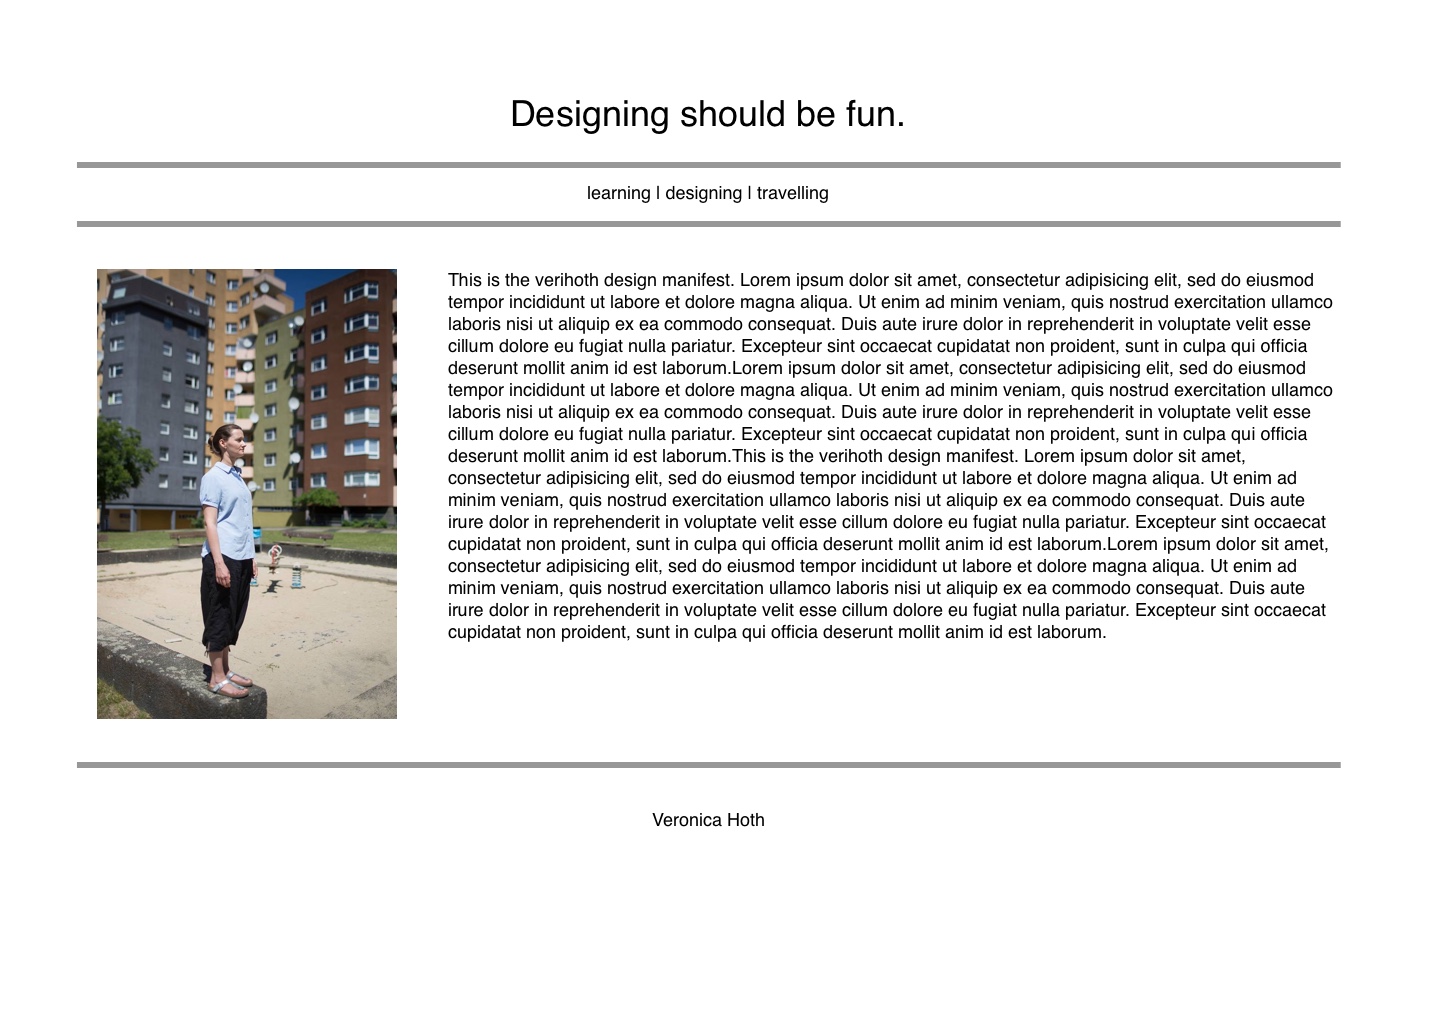 Designing should be fun.
learning | designing | travelling
This is the verihoth design manifest. Lorem ipsum dolor sit amet, consectetur adipisicing elit, sed do eiusmod
tempor incididunt ut labore et dolore magna aliqua. Ut enim ad minim veniam, quis nostrud exercitation ullamco
laboris nisi ut aliquip ex ea commodo consequat. Duis aute irure dolor in reprehenderit in voluptate velit esse
cillum dolore eu fugiat nulla pariatur. Excepteur sint occaecat cupidatat non proident, sunt in culpa qui officia
deserunt mollit anim id est laborum.Lorem ipsum dolor sit amet, consectetur adipisicing elit, sed do eiusmod
tempor incididunt ut labore et dolore magna aliqua. Ut enim ad minim veniam, quis nostrud exercitation ullamco
laboris nisi ut aliquip ex ea commodo consequat. Duis aute irure dolor in reprehenderit in voluptate velit esse
cillum dolore eu fugiat nulla pariatur. Excepteur sint occaecat cupidatat non proident, sunt in culpa qui officia
deserunt mollit anim id est laborum.This is the verihoth design manifest. Lorem ipsum dolor sit amet,
consectetur adipisicing elit, sed do eiusmod tempor incididunt ut labore et dolore magna aliqua. Ut enim ad
minim veniam, quis nostrud exercitation ullamco laboris nisi ut aliquip ex ea commodo consequat. Duis aute
irure dolor in reprehenderit in voluptate velit esse cillum dolore eu fugiat nulla pariatur. Excepteur sint occaecat
cupidatat non proident, sunt in culpa qui officia deserunt mollit anim id est laborum.Lorem ipsum dolor sit amet,
consectetur adipisicing elit, sed do eiusmod tempor incididunt ut labore et dolore magna aliqua. Ut enim ad
minim veniam, quis nostrud exercitation ullamco laboris nisi ut aliquip ex ea commodo consequat. Duis aute
irure dolor in reprehenderit in voluptate velit esse cillum dolore eu fugiat nulla pariatur. Excepteur sint occaecat
cupidatat non proident, sunt in culpa qui officia deserunt mollit anim id est laborum.
Veronica Hoth